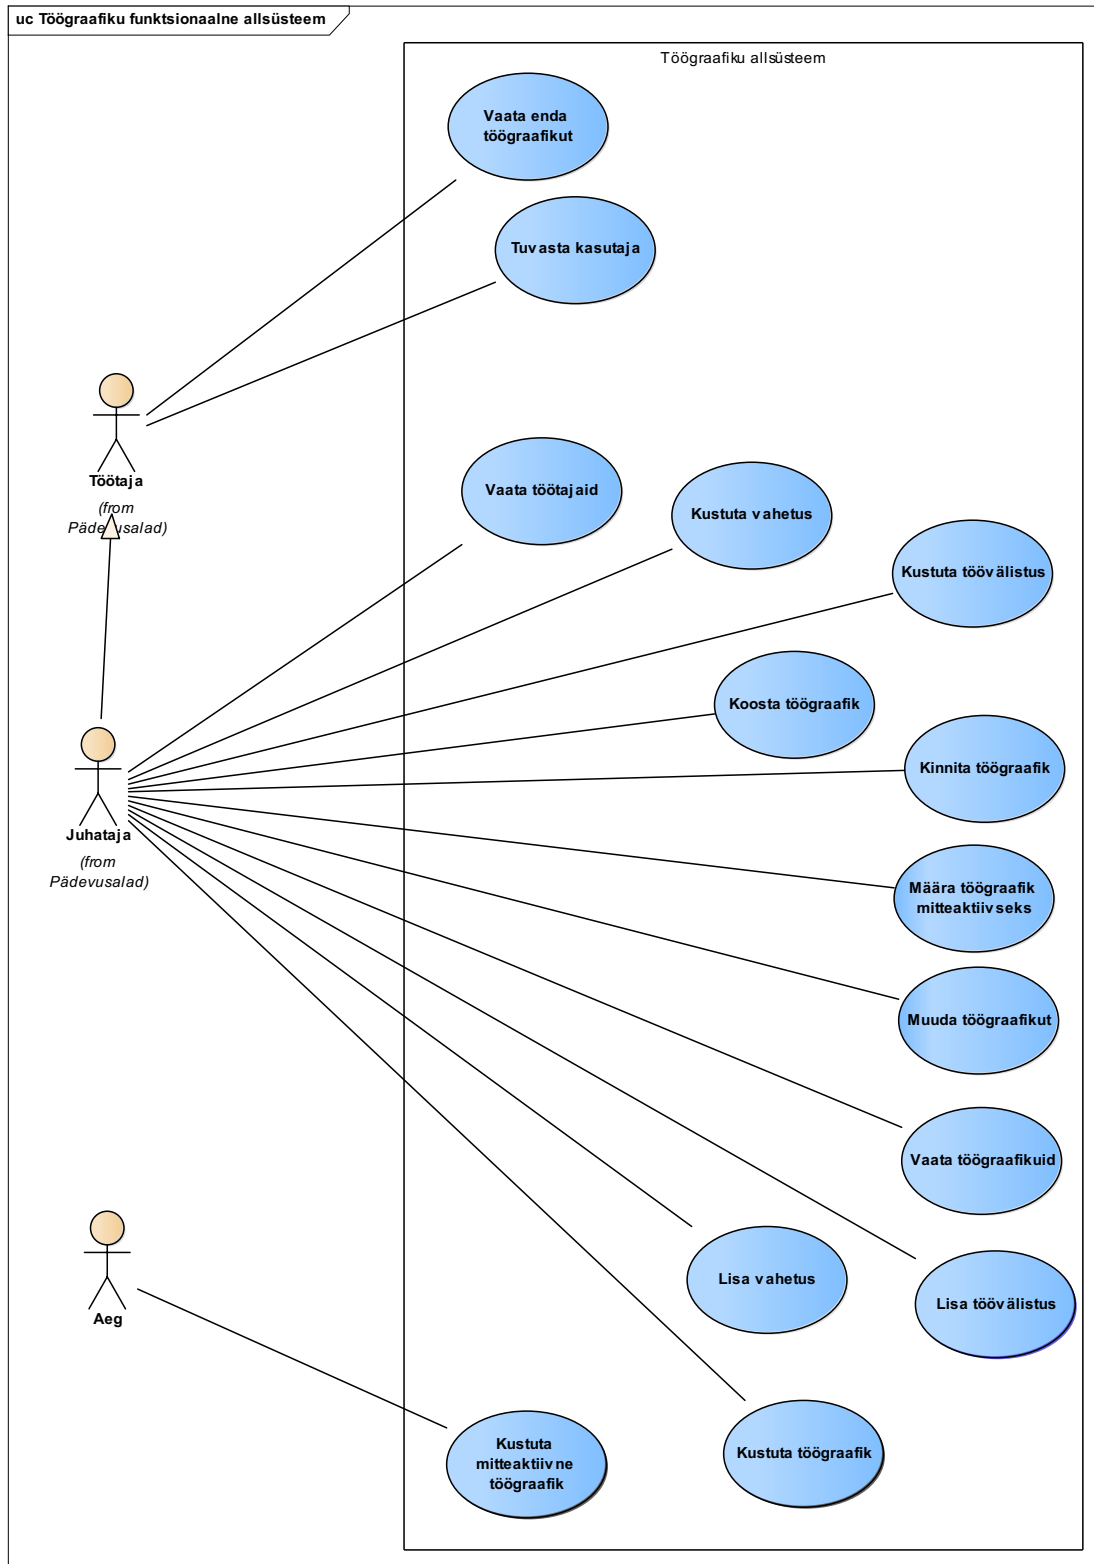 uc Töögraafiku funktsionaalne allsüsteem
Töögraafiku allsüsteem
Vaata enda
töögraafikut
Tuvasta kasutaja
Töötaja
(from
Pädevusalad)
Vaata töötajaid
Kustuta vahetus
Kustuta töövälistus
Koosta töögraafik
Kinnita töögraafik
Juhataja
(from
Pädevusalad)
Määra töögraafik
mitteaktiivseks
Muuda töögraafikut
Vaata töögraafikuid
Lisa vahetus
Lisa töövälistus
Aeg
Kustuta
mitteaktiivne
töögraafik
Kustuta töögraafik